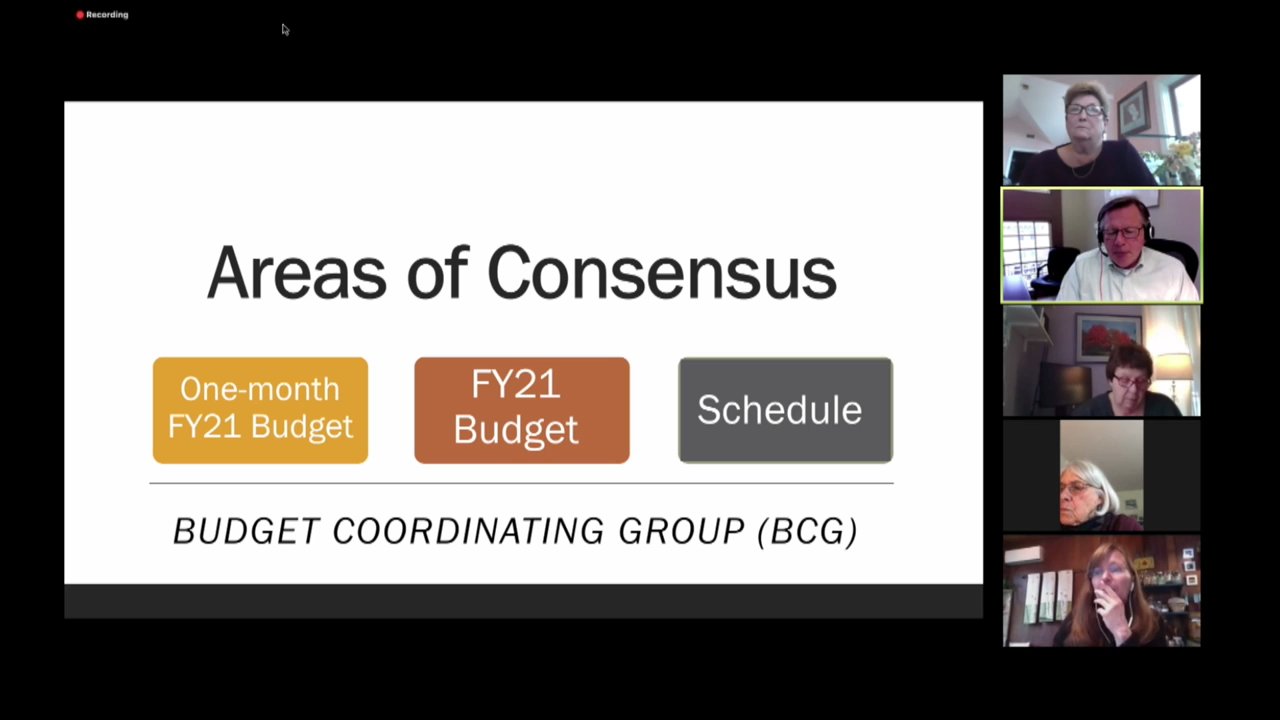 Recording
Areas of Consensus
One-month
FY21 Budget
FY21
Budget
Schedule
BUDGET COORDINATING GROUP (BCG)